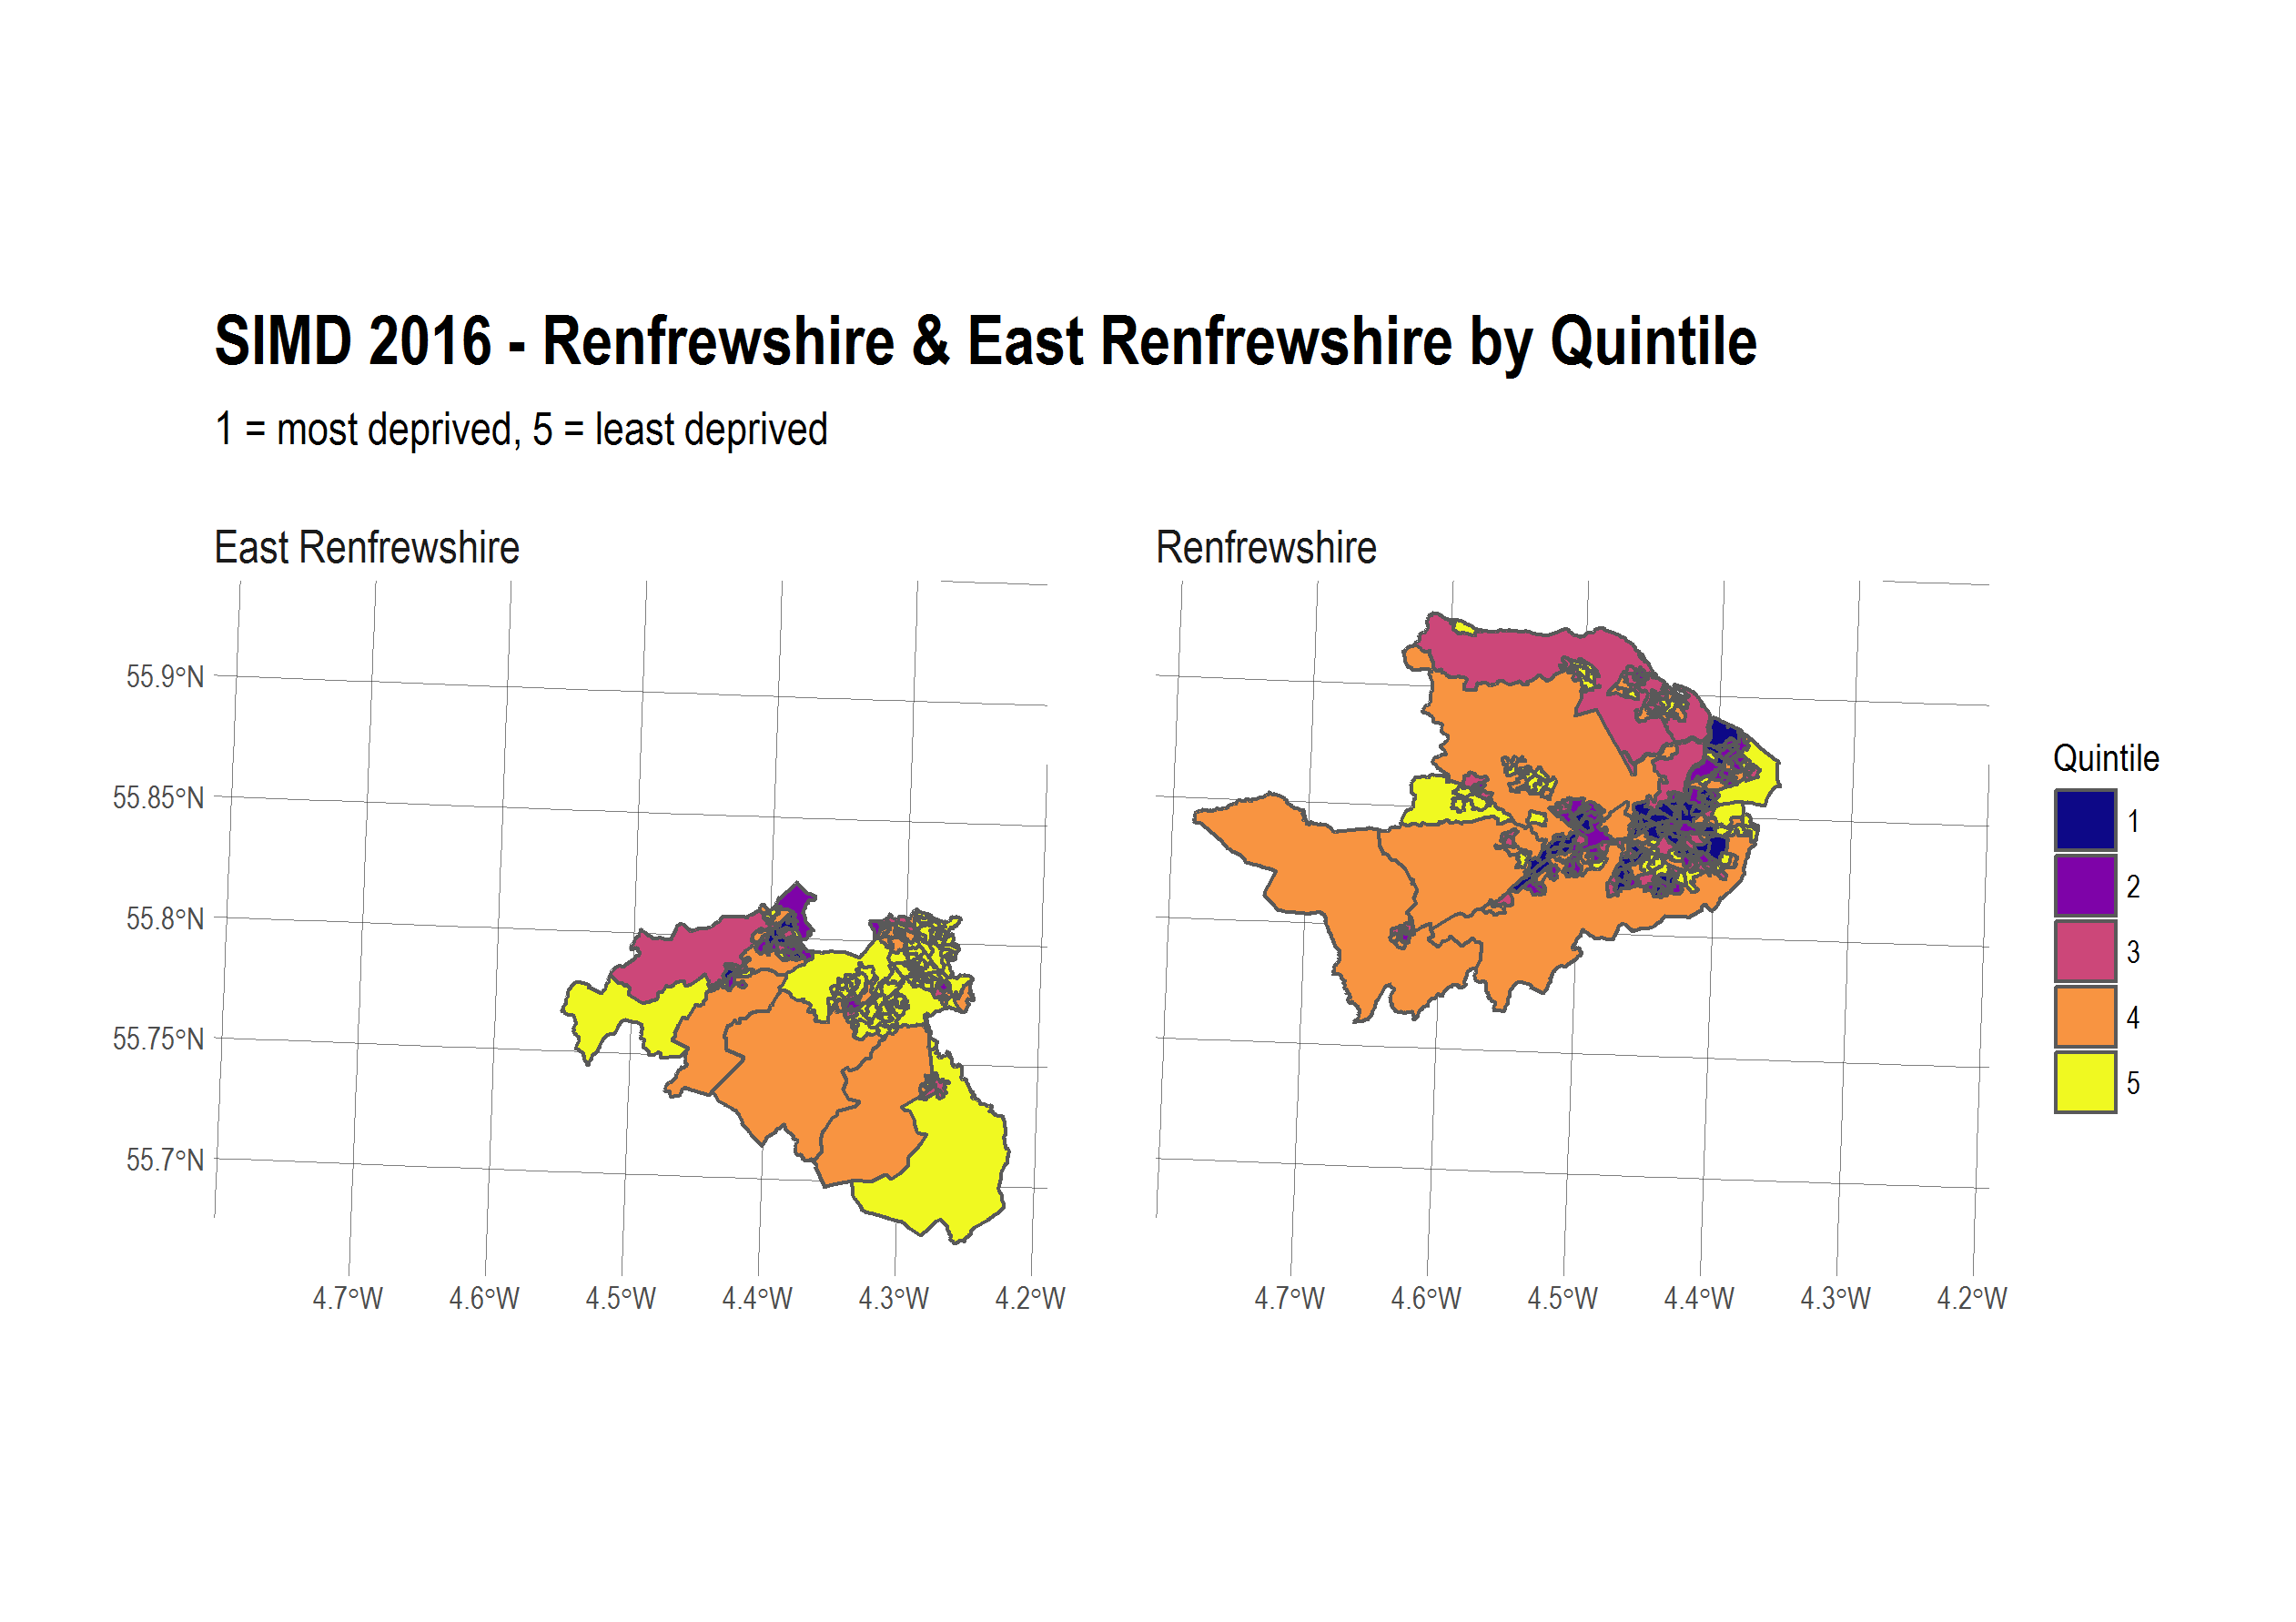 SIMD 2016 - Renfrewshire & East Renfrewshire by Quintile
1 = most deprived, 5 = least deprived
East Renfrewshire
Renfrewshire
55.9°N
55.85°N
55.8°N
55.75°N
55.7°N
4.7°W 4.6°W 4.5°W 4.4°W 4.3°W 4.2°W
4.7°W 4.6°W 4.5°W 4.4°W 4.3°W 4.2°W
Quintile
1
2
3
4
5